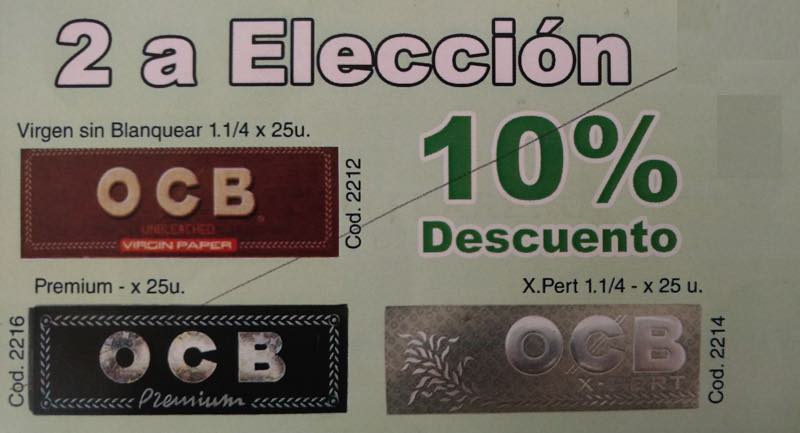 2 a Elección
Virgen sin Blanquear 1.1/4 x 25u.
OCB
UNBLEACHED
VIRGIN PAPER
Cod. 2212
10%
Descuento
Premium - x 25u.
Cod. 2216
OCB
Premium
X.Pert 1.1/4 - x 25 u.
OCB
X-PERT
Cod. 2214